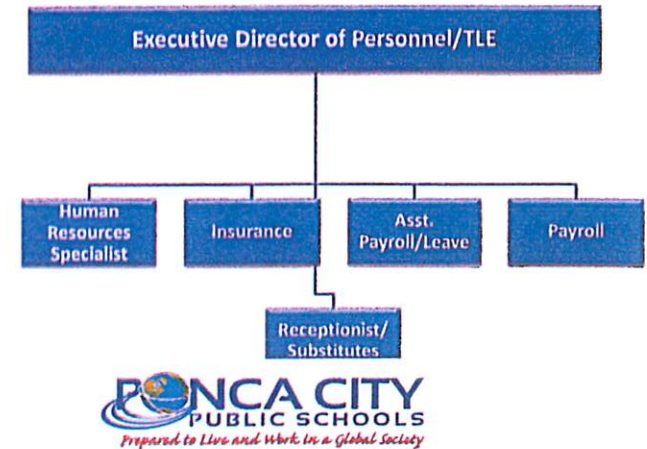 Executive Director of Personnel/TLE
Human
Resources
Specialist
Insurance
Asst.
Payroll/Leave
Payroll
Receptionist/
Substitutes
PONCA CITY
PUBLIC SCHOOLS
Prepared to Live and Work in a Global Society